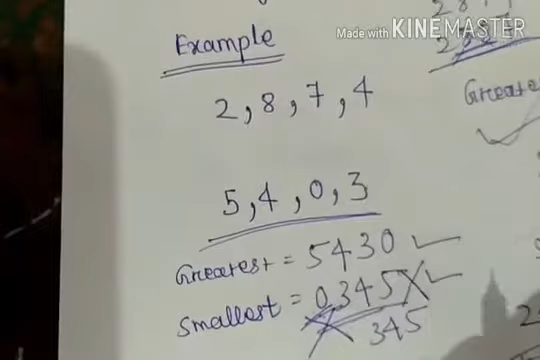 Made with KINEMASTER
Example
2,8,7,4
5,4,0,3
Greatest = 5430
Smallest = 0345
345